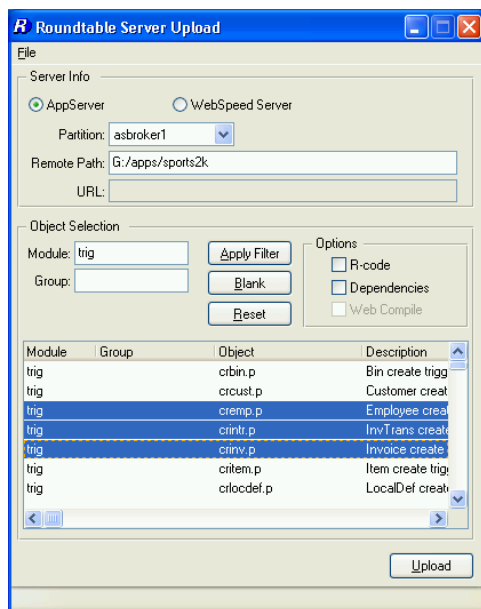 R Roundtable Server Upload
File
Server Info
AppServer WebSpeed Server
Partition: asbroker1
Remote Path: G:/apps/sports2k
URL:
Object Selection
Module: trig Apply Filter
Group: Blank
Reset
Options
R-code
Dependencies
Web Compile
Module Group Object Description
trig crbin.p Bin create trigg
trig crcust.p Customer creat
trig cremp.p Employee creat
trig crintr.p InvTrans create
trig crinv.p Invoice create
trig critem.p Item create trig
trig crlocdef.p LocalDef create
Upload